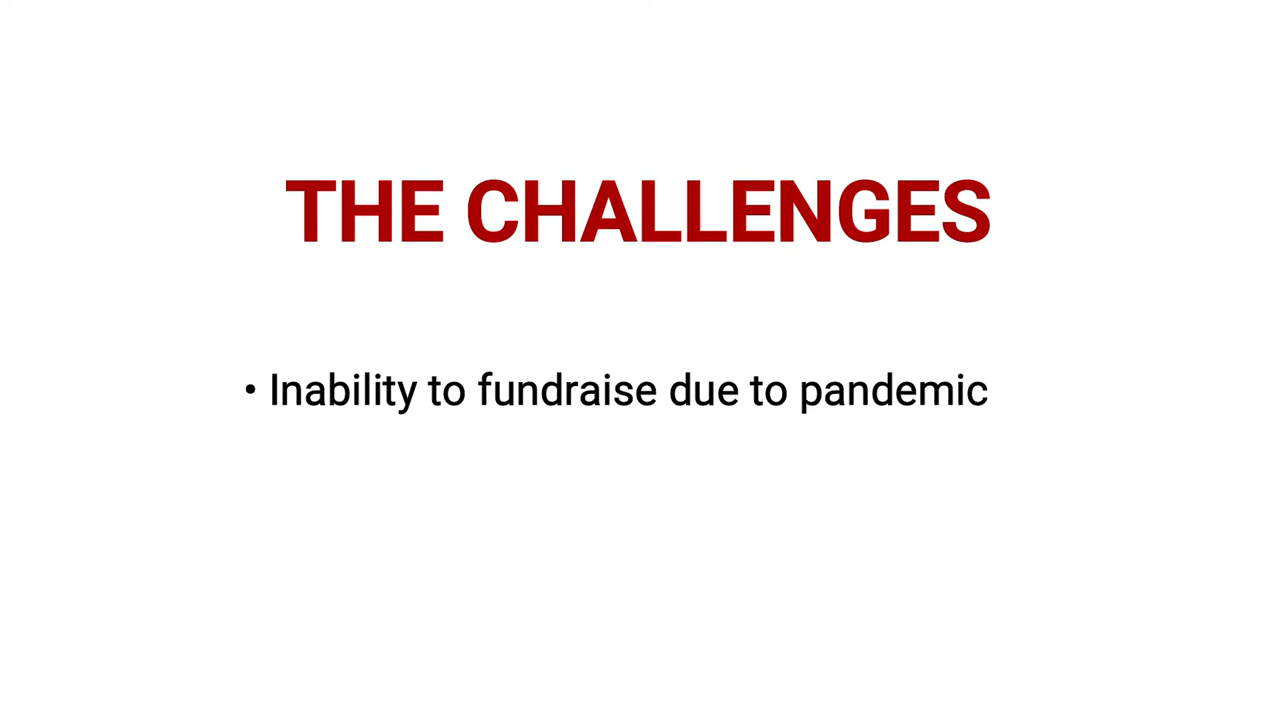 THE CHALLENGES
• Inability to fundraise due to pandemic